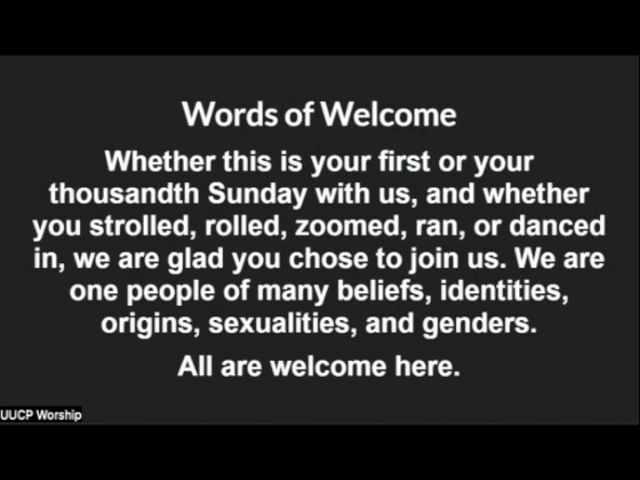 Words of Welcome
Whether this is your first or your
thousandth Sunday with us, and whether
you strolled, rolled, zoomed, ran, or danced
in, we are glad you chose to join us. We are
one people of many beliefs, identities,
origins, sexualities, and genders.
All are welcome here.
UUCP Worship